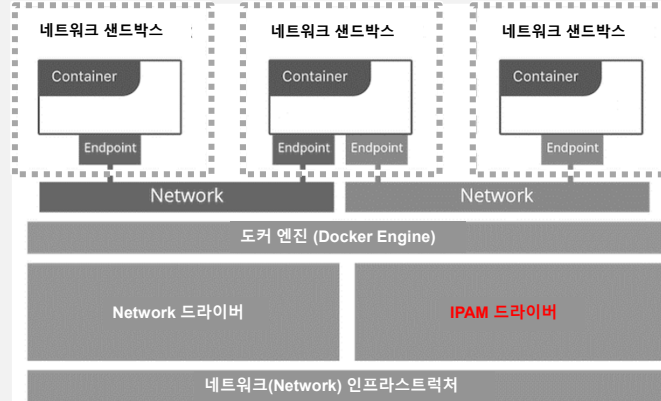 네트워크 샌드박스
네트워크 샌드박스
네트워크 샌드박스
Container
Container
Container
Endpoint
Endpoint
Endpoint
Endpoint
Network
Network
도커 엔진 (Docker Engine)
Network 드라이버
IPAM 드라이버
네트워크(Network) 인프라스트럭처